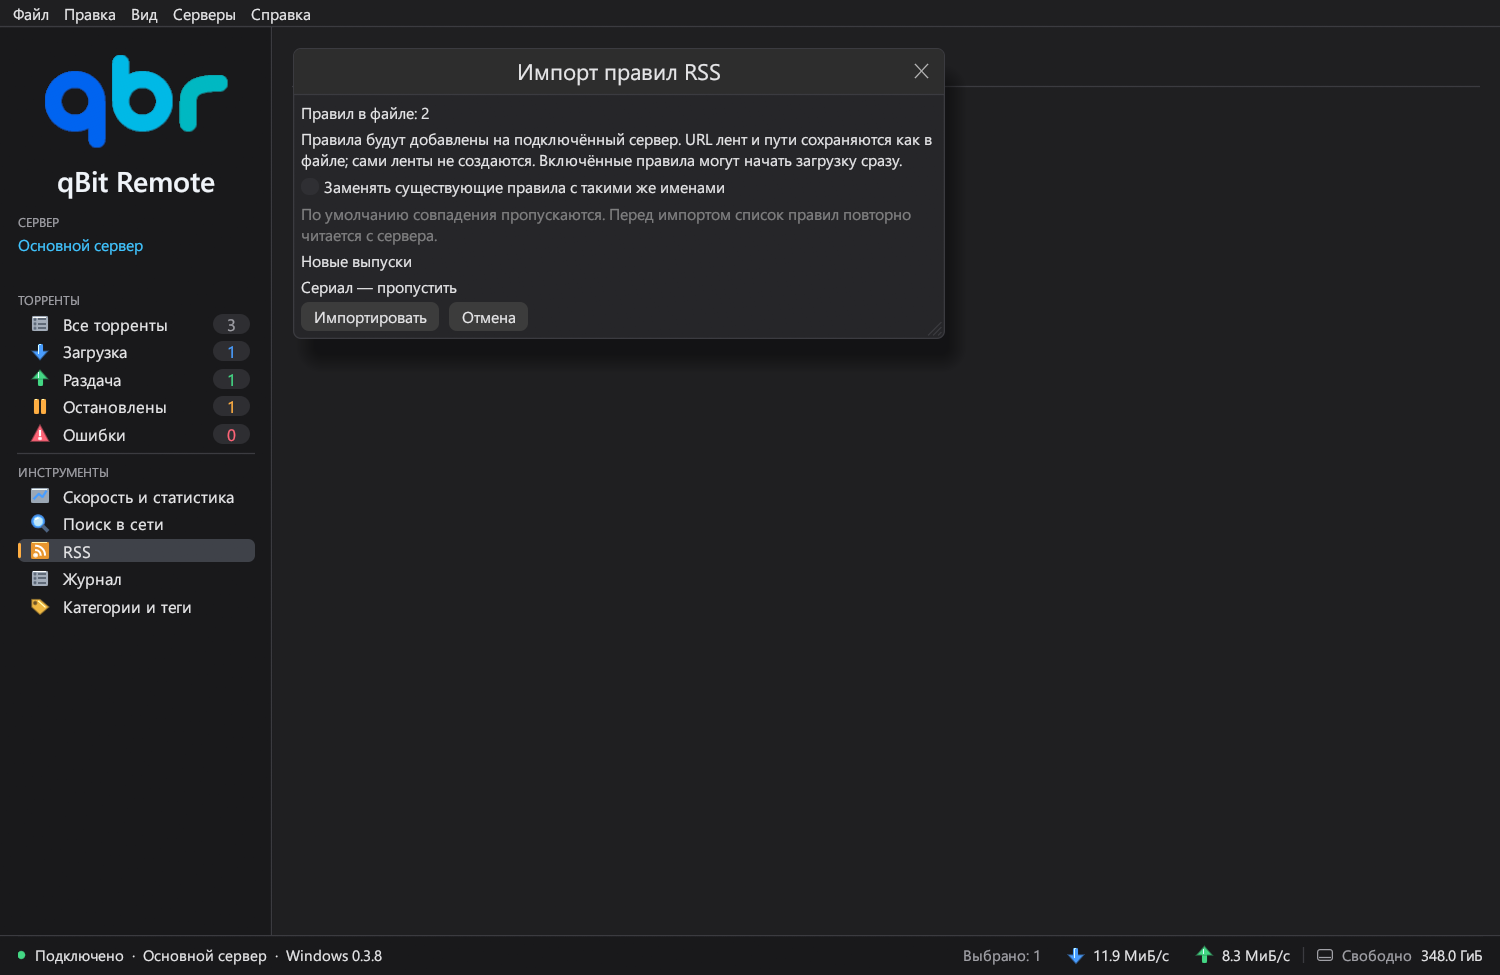 Файл Правка Вид Серверы Справка
qbr
qBit Remote
СЕРВЕР
Основной сервер
ТОРРЕНТЫ
Все торренты 3
Загрузка 1
Раздача 1
Остановлены 1
Ошибки 0
ИНСТРУМЕНТЫ
Скорость и статистика
Поиск в сети
RSS
Журнал
Категории и теги
Импорт правил RSS
Правил в файле: 2
Правила будут добавлены на подключённый сервер. URL лент и пути сохраняются как в
файле; сами ленты не создаются. Включённые правила могут начать загрузку сразу.
Заменять существующие правила с такими же именами
По умолчанию совпадения пропускаются. Перед импортом список правил повторно
читается с сервера.
Новые выпуски
Сериал — пропустить
Импортировать Отмена
Подключено · Основной сервер · Windows 0.3.8
Выбрано: 1 11.9 МиБ/с 8.3 МиБ/с Свободно 348.0 ГиБ